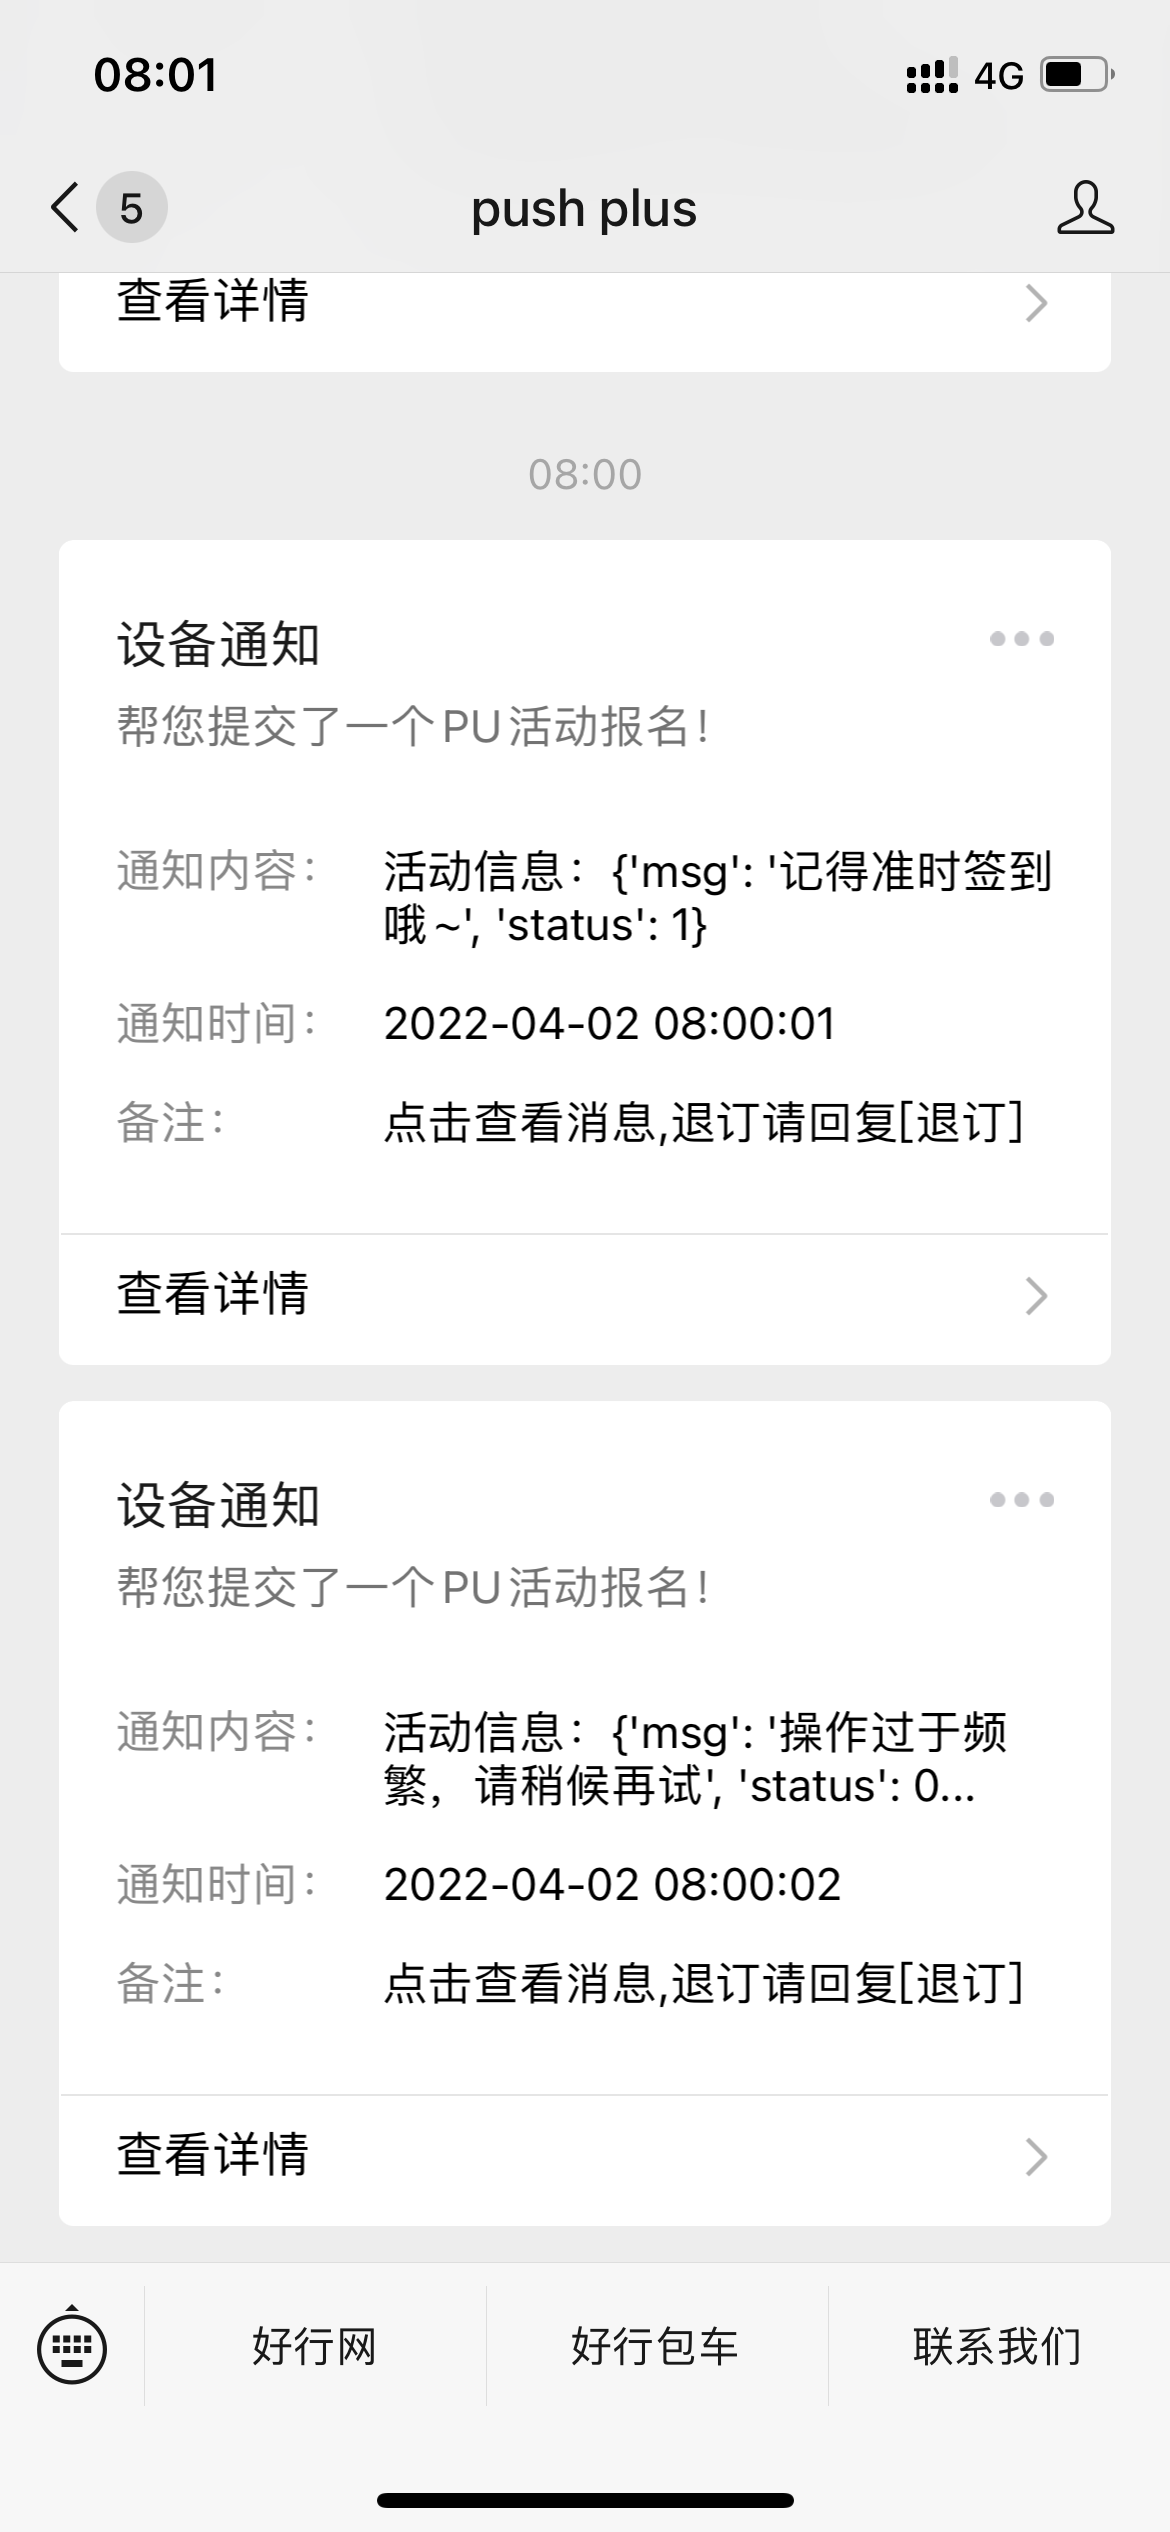 08:01
4G
5
push plus
查看详情
08:00
设备通知
帮您提交了一个PU活动报名！
通知内容： 活动信息：{'msg': '记得准时签到
哦~', 'status': 1}
通知时间： 2022-04-02 08:00:01
备注： 点击查看消息,退订请回复[退订]
查看详情
设备通知
帮您提交了一个PU活动报名！
通知内容： 活动信息：{'msg': '操作过于频
繁，请稍候再试', 'status': 0...
通知时间： 2022-04-02 08:00:02
备注： 点击查看消息,退订请回复[退订]
查看详情
好行网
好行包车
联系我们